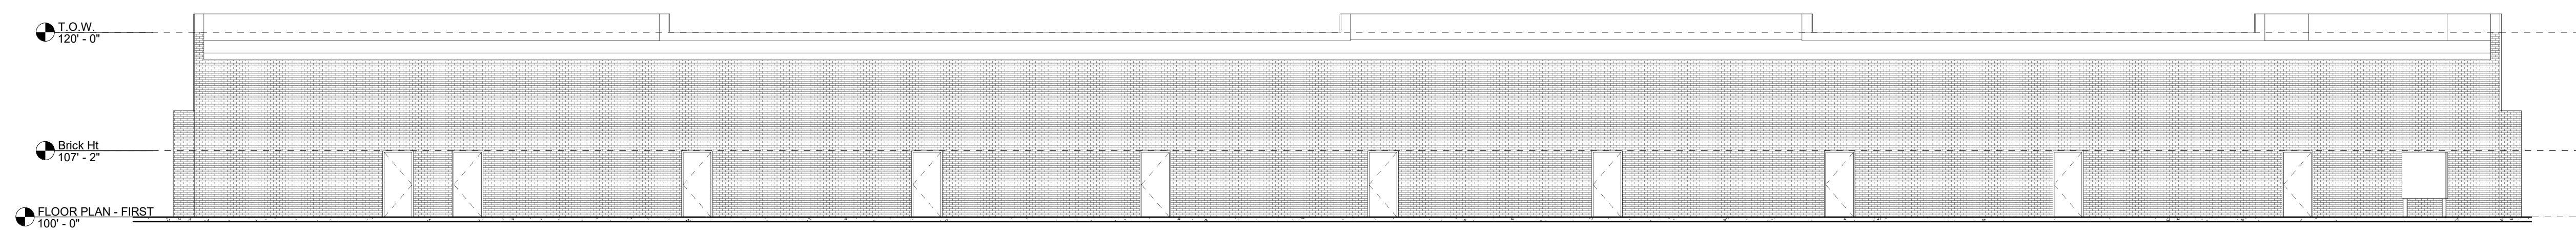 T.O.W.
120' - 0"
Brick Ht
107' - 2"
FLOOR PLAN - FIRST
100' - 0"